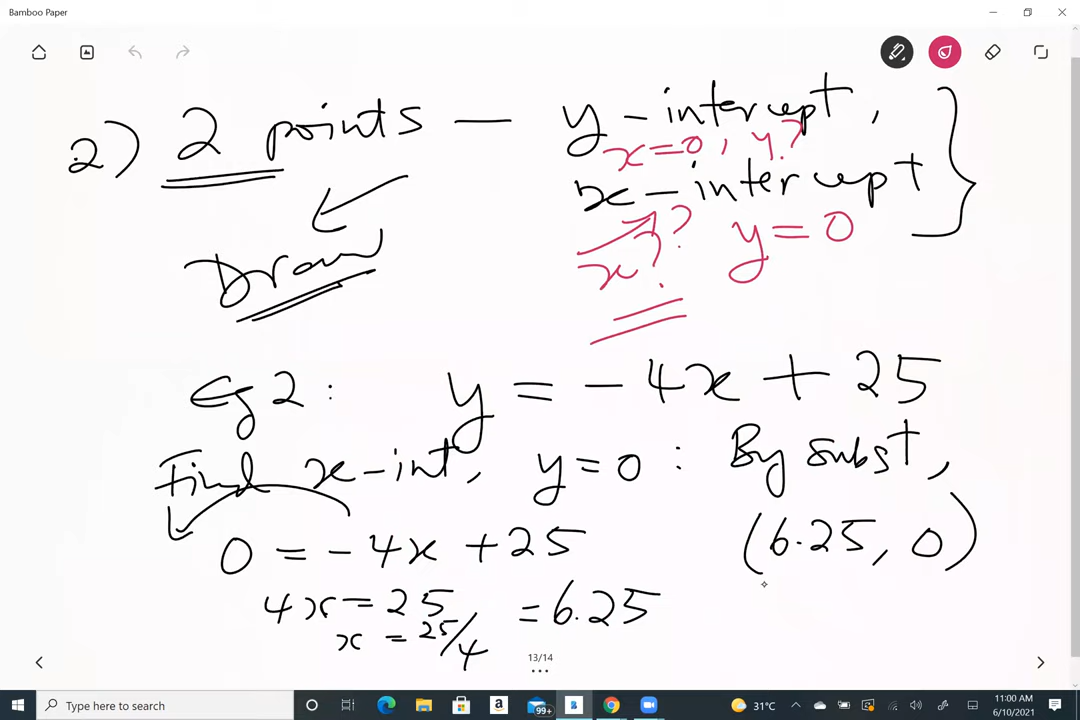 Bamboo Paper
2) 2 points — y-intercept,
x=0, y?
x-intercept
x?? y=0
Draw
Eg 2: y = -4x + 25
Find x-int, y=0 : By subst,
0 = -4x +25 (6.25, 0)
4x = 25 = 6.25
x = 25/4
13/14
Type here to search
99+
31°C
11:00 AM
6/10/2021